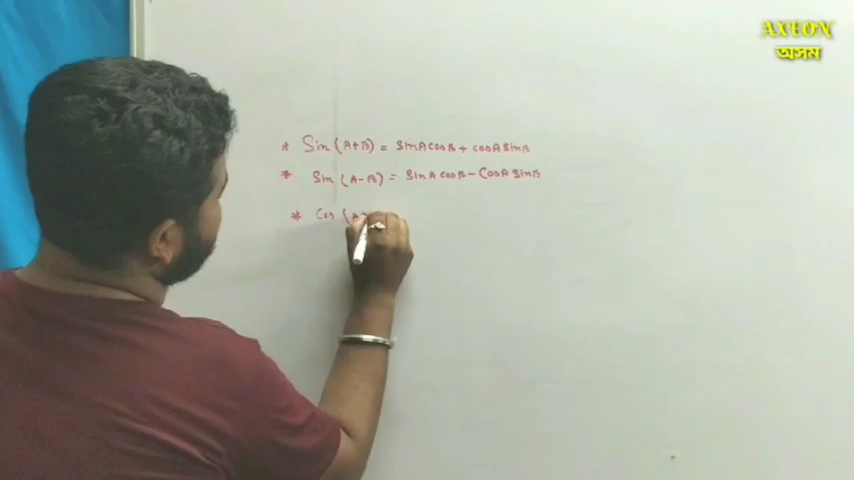 AXEON
অসম
* Sin (A+B) = SinA CosB + CosA SinB
* Sin (A-B) = SinA CosB - CosA SinB
* Cos (A